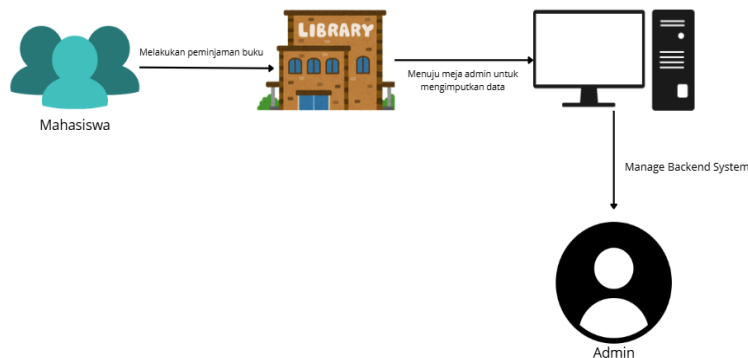 LIBRARY
Melakukan peminjaman buku
Menuju meja admin untuk
mengimputkan data
Mahasiswa
Manage Backend System
Admin